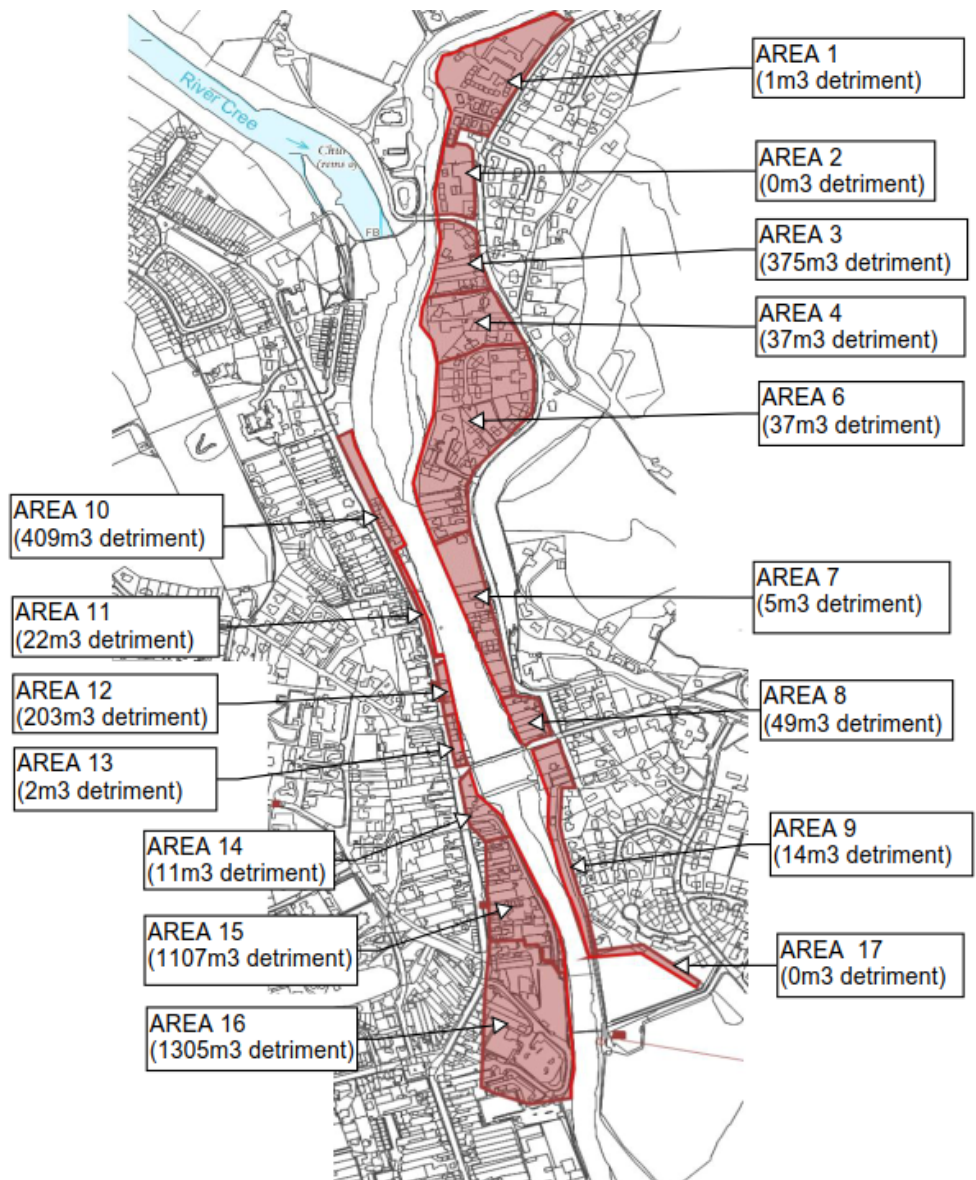 AREA 1
(1m3 detriment)
River Cree
AREA 2
(0m3 detriment)
FB
AREA 3
(375m3 detriment)
AREA 4
(37m3 detriment)
AREA 6
(37m3 detriment)
AREA 10
(409m3 detriment)
AREA 7
(5m3 detriment)
AREA 11
(22m3 detriment)
AREA 12
(203m3 detriment)
AREA 8
(49m3 detriment)
AREA 13
(2m3 detriment)
AREA 9
(14m3 detriment)
AREA 14
(11m3 detriment)
AREA 15
(1107m3 detriment)
AREA 17
(0m3 detriment)
AREA 16
(1305m3 detriment)